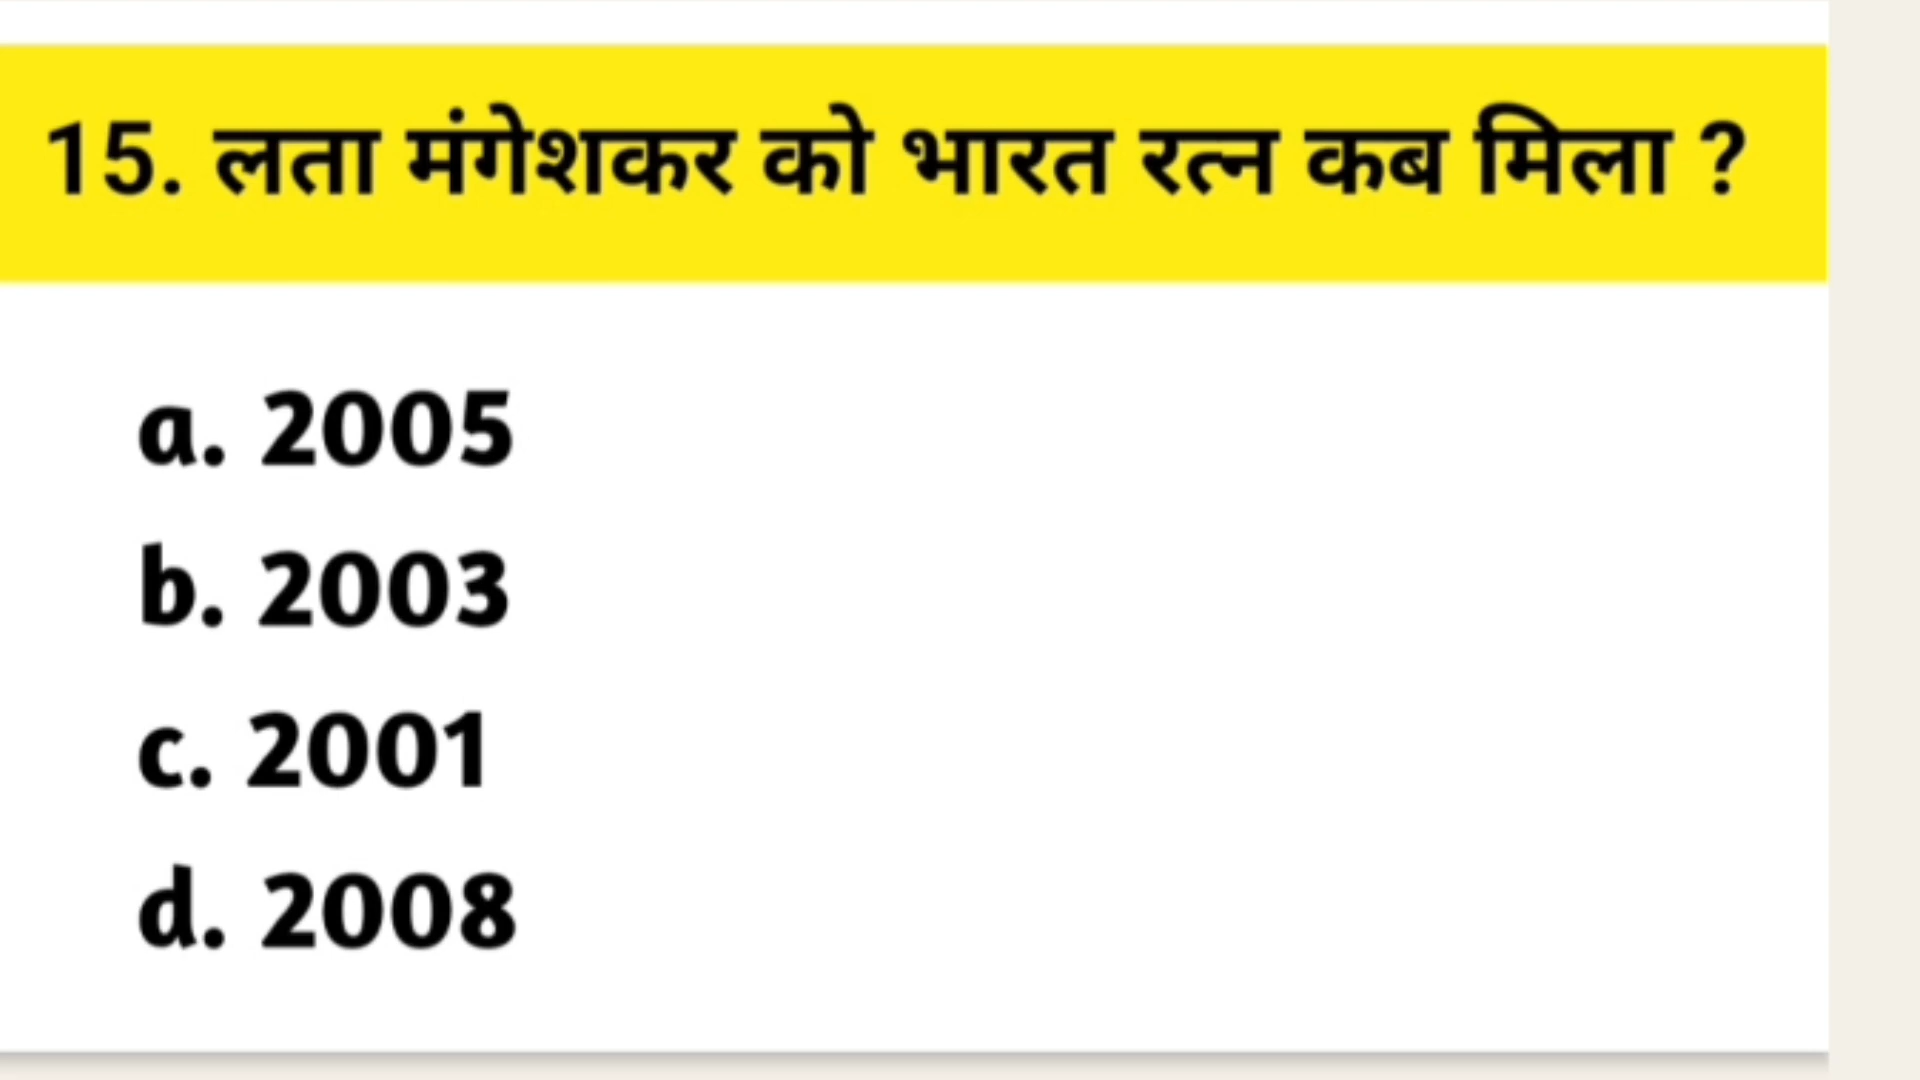 15. लता मंगेशकर को भारत रत्न कब मिला ?
a. 2005
b. 2003
c. 2001
d. 2008